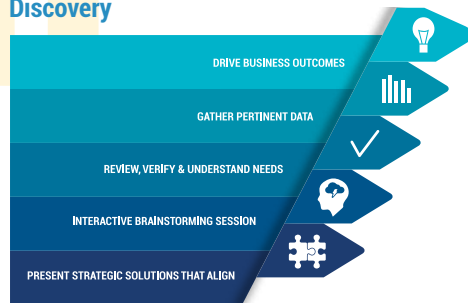 Discovery
DRIVE BUSINESS OUTCOMES
GATHER PERTINENT DATA
REVIEW, VERIFY & UNDERSTAND NEEDS
INTERACTIVE BRAINSTORMING SESSION
PRESENT STRATEGIC SOLUTIONS THAT ALIGN